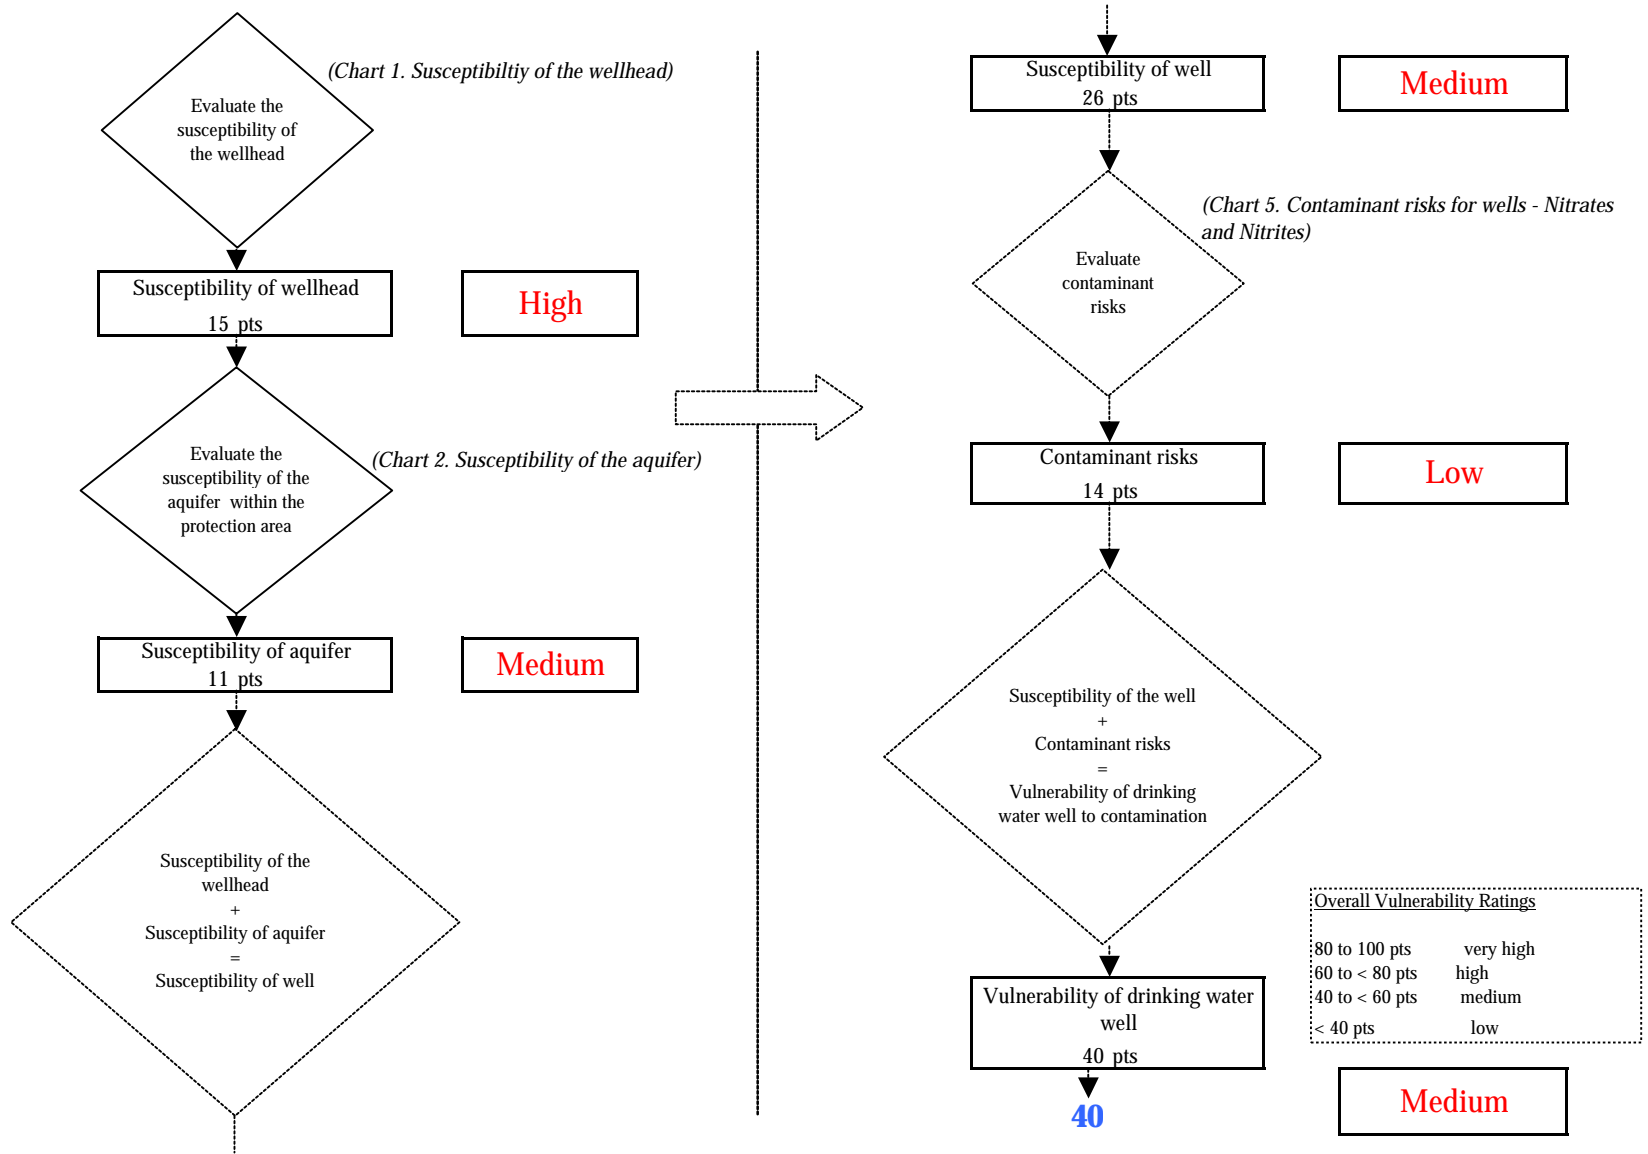 (Chart 1. Susceptibiltiy of the wellhead)
Evaluate the
susceptibility of
the wellhead
Susceptibility of wellhead
15 pts
High
Evaluate the
susceptibility of the
aquifer within the
protection area
(Chart 2. Susceptibility of the aquifer)
Susceptibility of aquifer
11 pts
Medium
Susceptibility of the
wellhead
+
Susceptibility of aquifer
=
Susceptibility of well
Susceptibility of well
26 pts
Medium
(Chart 5. Contaminant risks for wells - Nitrates
and Nitrites)
Evaluate
contaminant
risks
Contaminant risks
14 pts
Low
Susceptibility of the well
+
Contaminant risks
=
Vulnerability of drinking
water well to contamination
Overall Vulnerability Ratings
80 to 100 pts very high
60 to < 80 pts high
40 to < 60 pts medium
< 40 pts low
Vulnerability of drinking water
well
40 pts
40
Medium